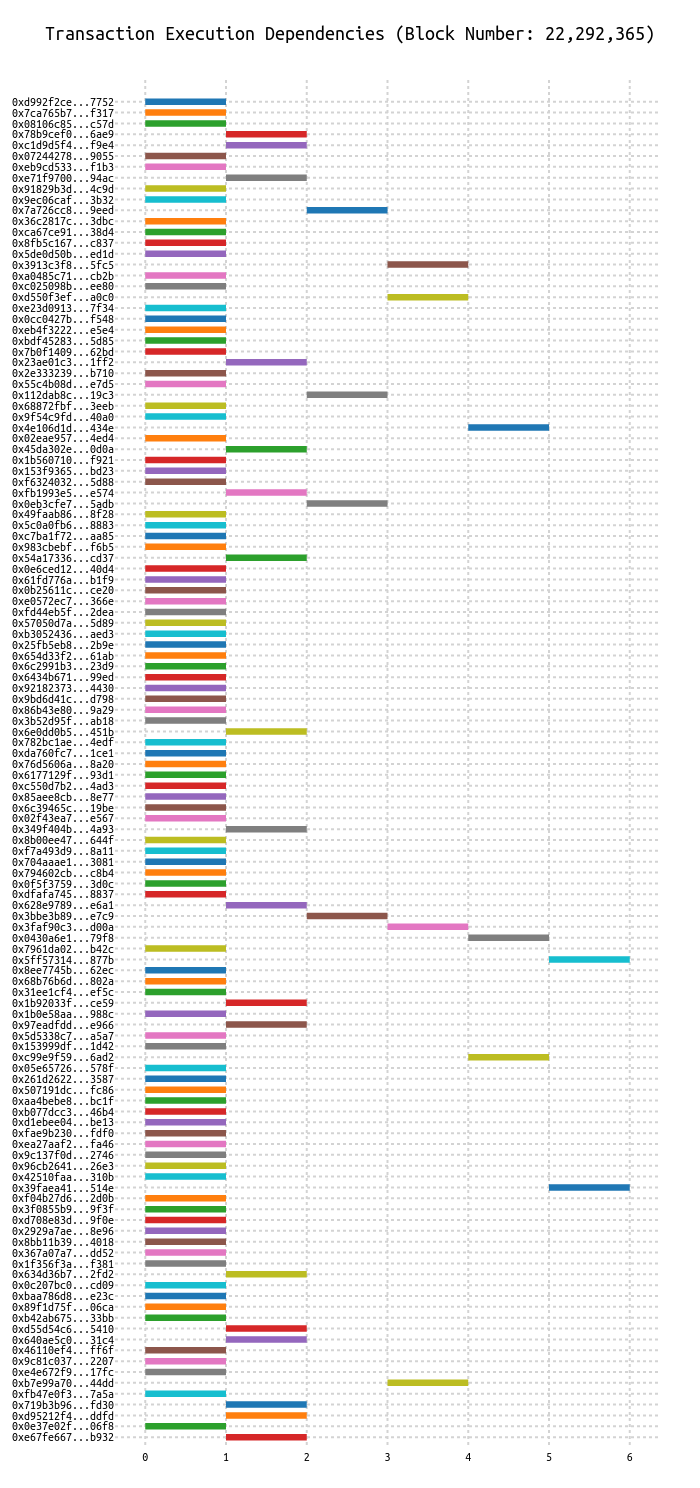 Transaction Execution Dependencies (Block Number: 22,292,365)
0xd992f2ce...7752
0x7ca765b7...f317
0x08106c85...c57d
0x78b9cef0...6ae9
0xc1d9d5f4...f9e4
0x07244278...9055
0xeb9cd533...f1b3
0xe71f9700...94ac
0x91829b3d...4c9d
0x9ec06caf...3b32
0x7a726cc8...9eed
0x36c2817c...3dbc
0xca67ce91...38d4
0x8fb5c167...c837
0x5de0d50b...ed1d
0x3913c3f8...5fc5
0xa0485c71...cb2b
0xc025098b...ee80
0xd550f3ef...a0c0
0xe23d0913...7f34
0x0cc0427b...f548
0xeb4f3222...e5e4
0xbdf45283...5d85
0x7b0f1409...62bd
0x23ae01c3...1ff2
0x2e333239...b710
0x55c4b08d...e7d5
0x112dab8c...19c3
0x68872fbf...3eeb
0x9f54c9fd...40a0
0x4e106d1d...434e
0x02eae957...4ed4
0x45da302e...0d0a
0x1b560710...f921
0x153f9365...bd23
0xf6324032...5d88
0xfb1993e5...e574
0x0eb3cfe7...5adb
0x49faab86...8f28
0x5c0a0fb6...8883
0xc7ba1f72...aa85
0x983cbebf...f6b5
0x54a17336...cd37
0x0e6ced12...40d4
0x61fd776a...b1f9
0x0b25611c...ce20
0xe0572ec7...366e
0xfd44eb5f...2dea
0x57050d7a...5d89
0xb3052436...aed3
0x25fb5eb8...2b9e
0x654d33f2...61ab
0x6c2991b3...23d9
0x6434b671...99ed
0x92182373...4430
0x9bd6d41c...d798
0x86b43e80...9a29
0x3b52d95f...ab18
0x6e0dd0b5...451b
0x782bc1ae...4edf
0xda760fc7...1ce1
0x76d5606a...8a20
0x6177129f...93d1
0xc550d7b2...4ad3
0x85aee8cb...8e77
0x6c39465c...19be
0x02f43ea7...e567
0x349f404b...4a93
0x8b00ee47...644f
0xf7a493d9...8a11
0x704aaae1...3081
0x794602cb...c8b4
0x0f5f3759...3d0c
0xdfafa745...8837
0x628e9789...e6a1
0x3bbe3b89...e7c9
0x3faf90c3...d00a
0x0430a6e1...79f8
0x7961da02...b42c
0x5ff57314...877b
0x8ee7745b...62ec
0x68b76b6d...802a
0x31ee1cf4...ef5c
0x1b92033f...ce59
0x1b0e58aa...988c
0x97eadfdd...e966
0x5d5338c7...a5a7
0x153999df...1d42
0xc99e9f59...6ad2
0x05e65726...578f
0x261d2622...3587
0x507191dc...fc86
0xaa4bebe8...bc1f
0xb077dcc3...46b4
0xd1ebee04...be13
0xfae9b230...fdf0
0xea27aaf2...fa46
0x9c137f0d...2746
0x96cb2641...26e3
0x42510faa...310b
0x39faea41...514e
0xf04b27d6...2d0b
0x3f0855b9...9f3f
0xd708e83d...9f0e
0x2929a7ae...8e96
0x8bb11b39...4018
0x367a07a7...dd52
0x1f356f3a...f381
0x634d36b7...2fd2
0x0c207bc0...cd09
0xbaa786d8...e23c
0x89f1d75f...06ca
0xb42ab675...33bb
0xd55d54c6...5410
0x640ae5c0...31c4
0x46110ef4...ff6f
0x9c81c037...2207
0xe4e672f9...17fc
0xb7e99a70...44dd
0xfb47e0f3...7a5a
0x719b3b96...fd30
0xd95212f4...ddfd
0x0e37e02f...06f8
0xe67fe667...b932
0 1 2 3 4 5 6